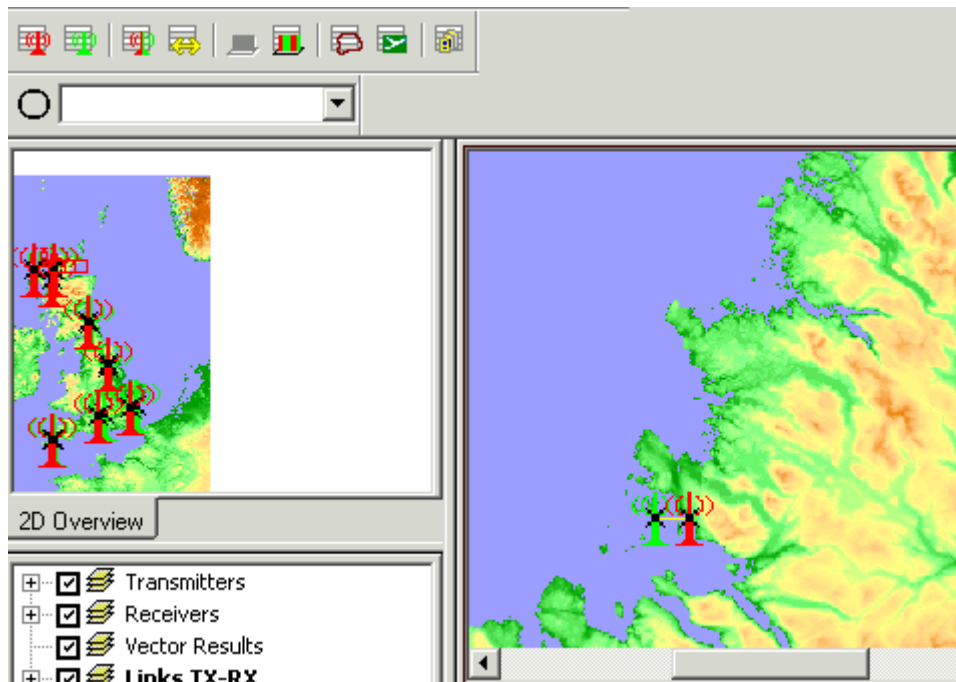 2D Overview
Transmitters
Receivers
Vector Results
Links TX-RX